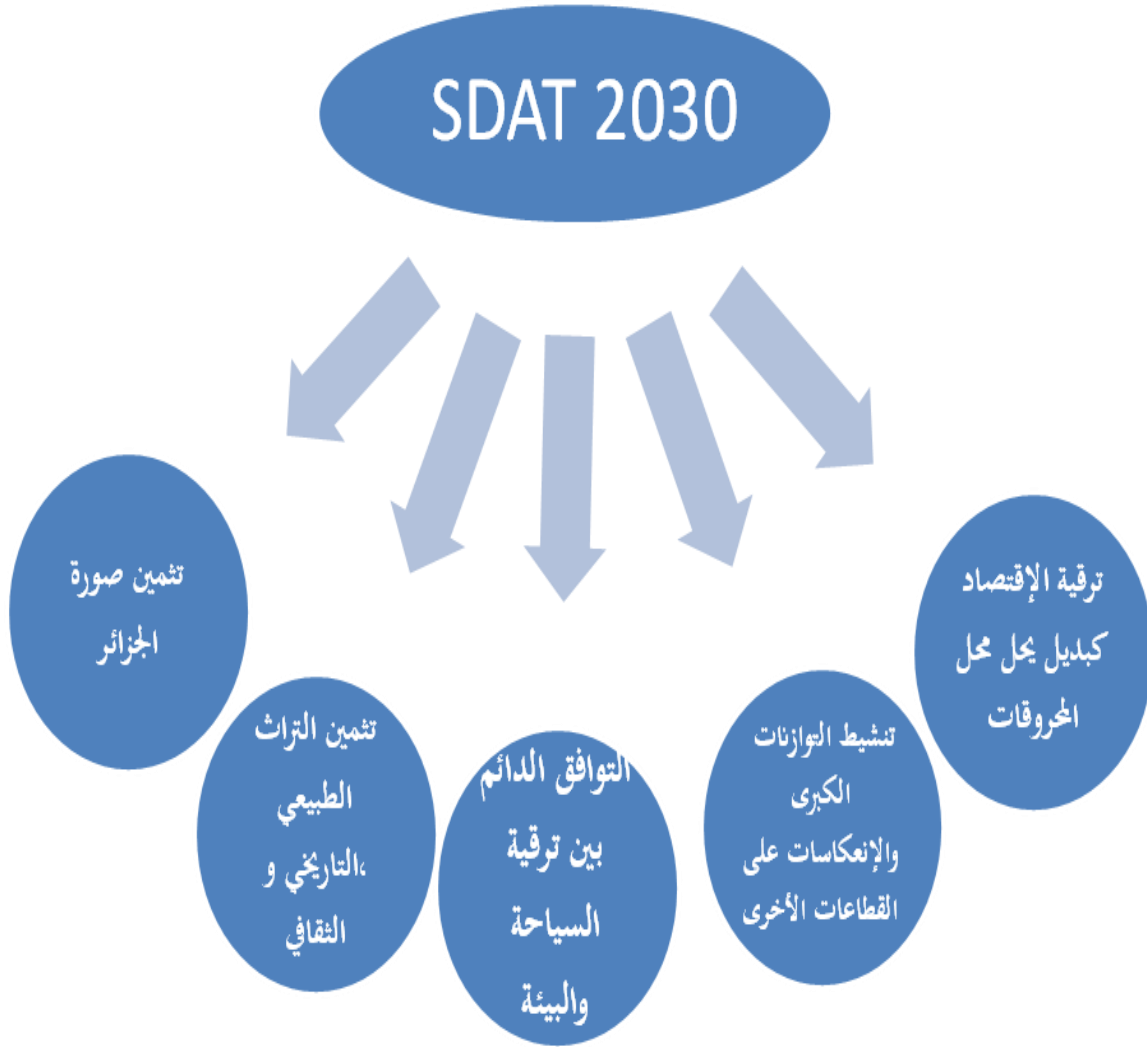 SDAT 2030
ترقية الإقتصاد
كبديل يحل محل
المحروقات
تنشيط التوازنات
الكبرى
والإنعكاسات على
القطاعات الأخرى
التوافق الدائم
بين ترقية
السياحة
والبيئة
تثمين التراث
الطبيعي
،التاريخي و
الثقافي
تثمين صورة
الجزائر